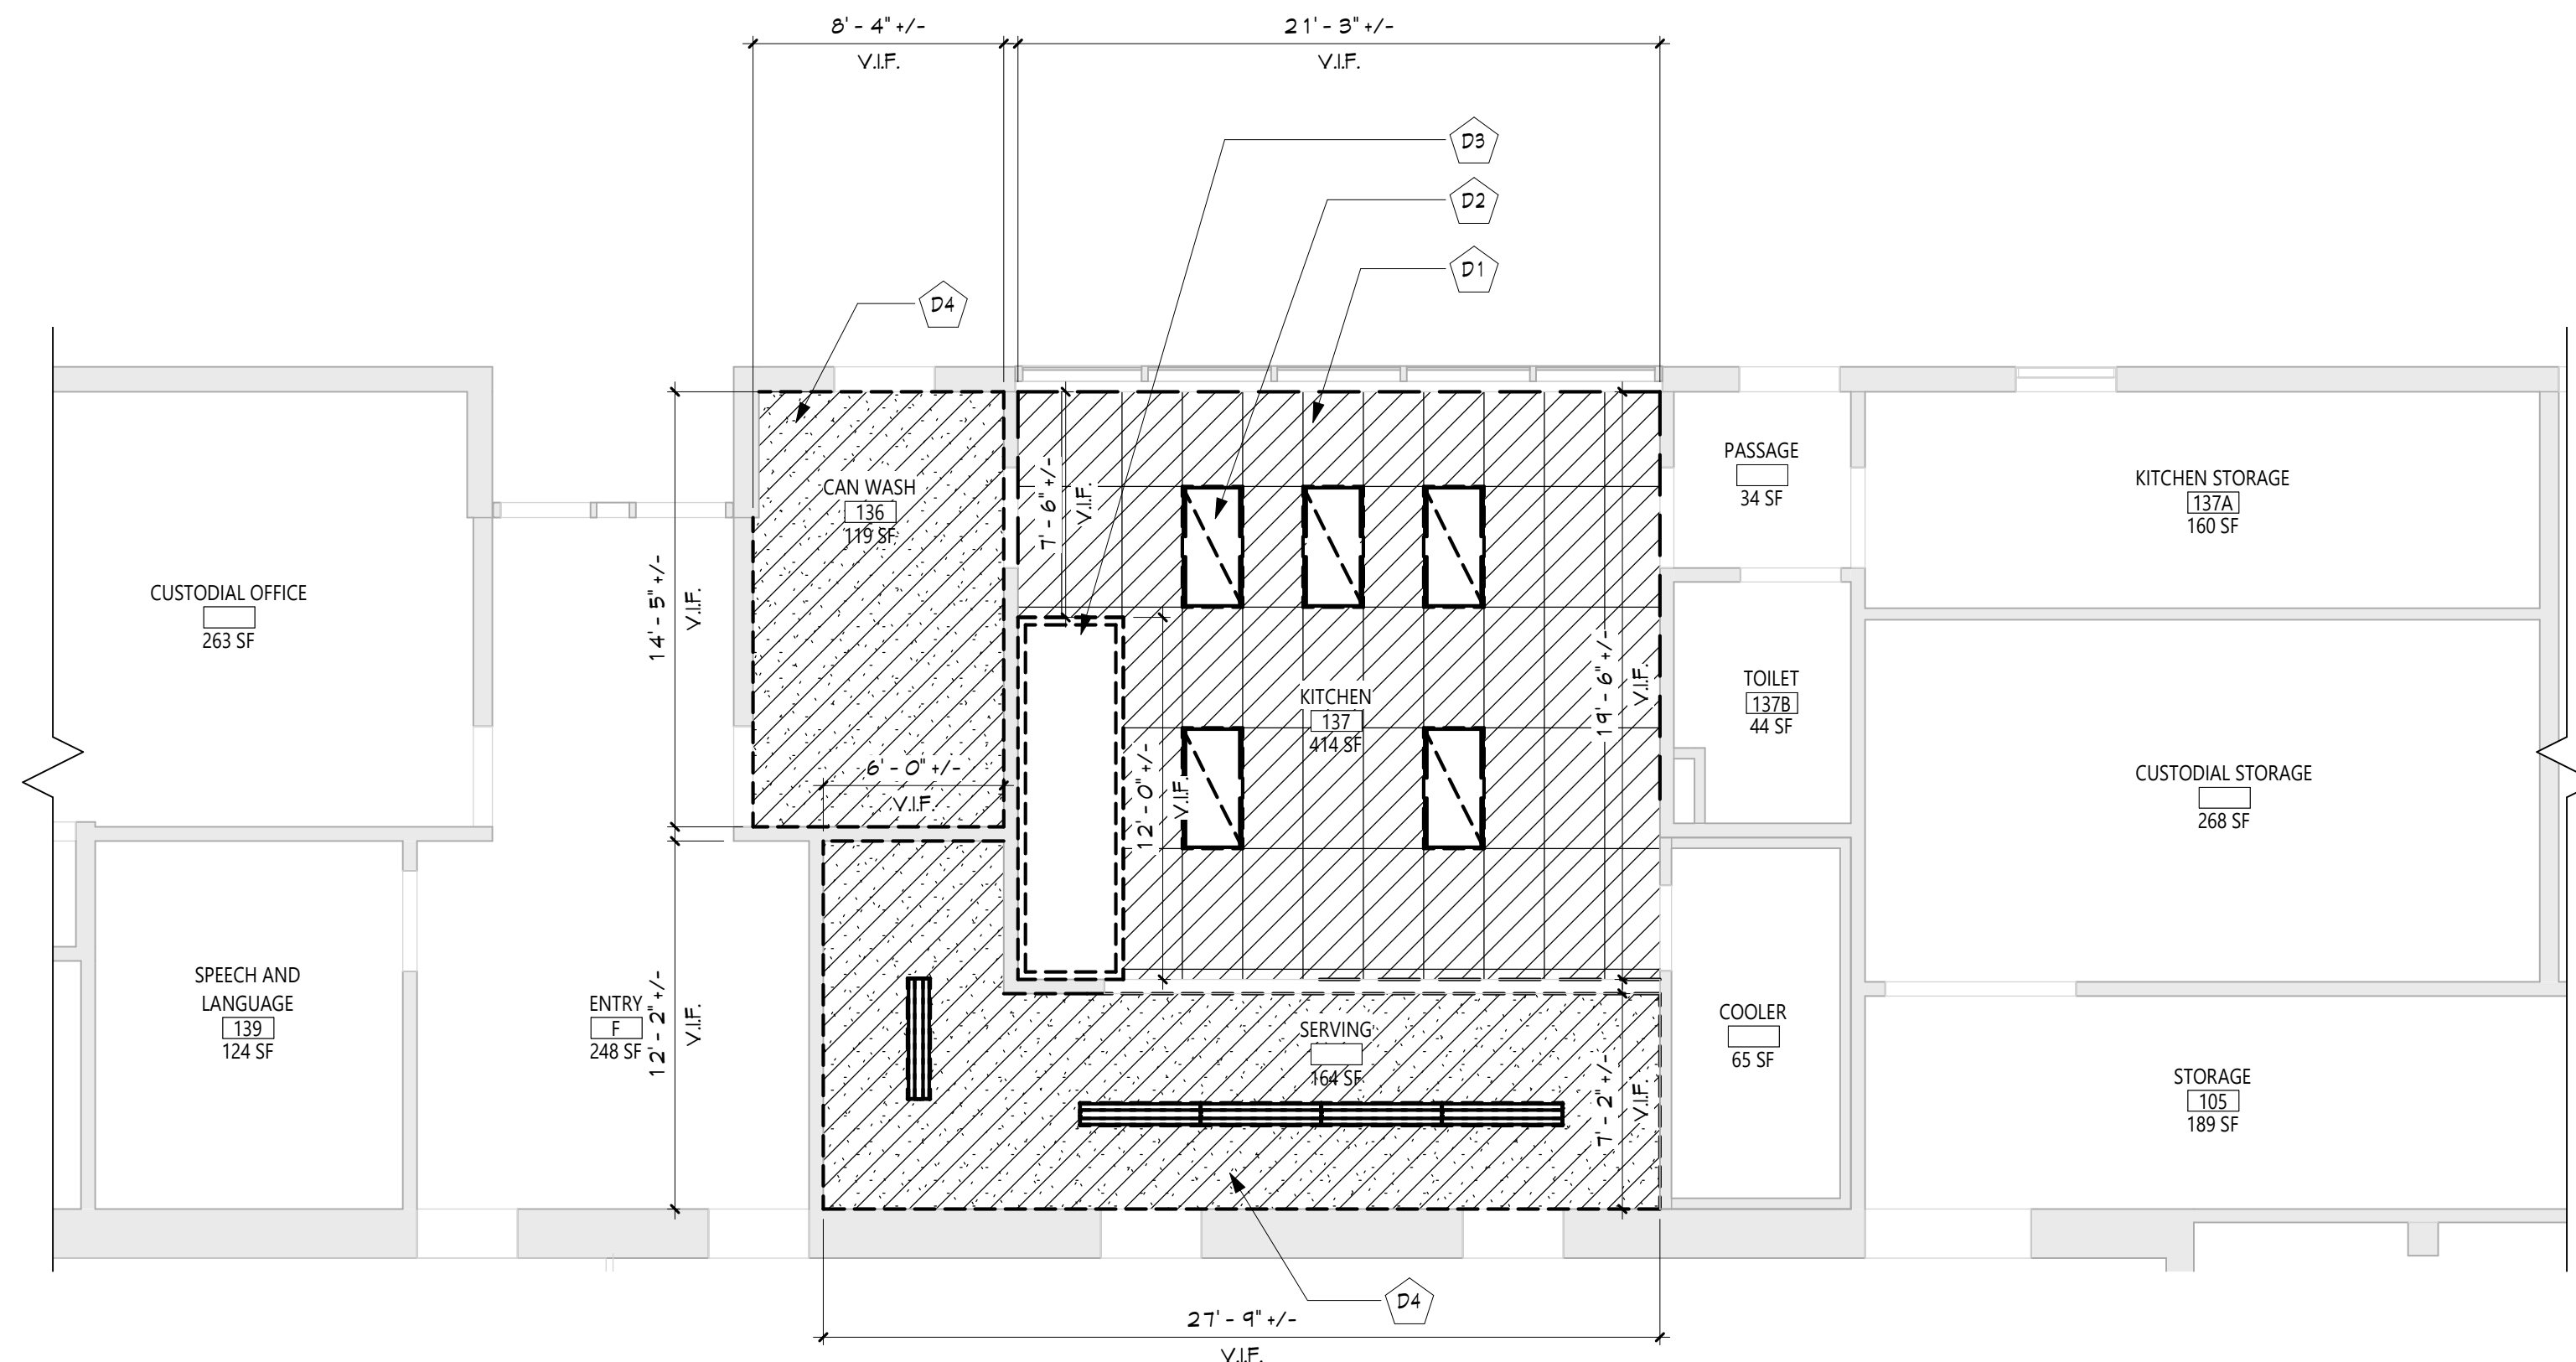 8' - 4" +/-
V.I.F.
21' - 3" +/-
V.I.F.
D3
D2
D1
D4
PASSAGE
34 SF
KITCHEN STORAGE
137A
160 SF
CAN WASH
136
119 SF
7' - 6" +/-
V.I.F.
CUSTODIAL OFFICE
263 SF
14' - 5" +/-
V.I.F.
KITCHEN
137
414 SF
19' - 6" +/-
V.I.F.
TOILET
137B
44 SF
6' - 0" +/-
V.I.F.
12' - 0" +/-
V.I.F.
CUSTODIAL STORAGE
268 SF
SPEECH AND
LANGUAGE
139
124 SF
ENTRY
F
248 SF
12' - 2" +/-
V.I.F.
SERVING
164 SF
7' - 2" +/-
V.I.F.
COOLER
65 SF
STORAGE
105
189 SF
D4
27' - 9" +/-
V.I.F.